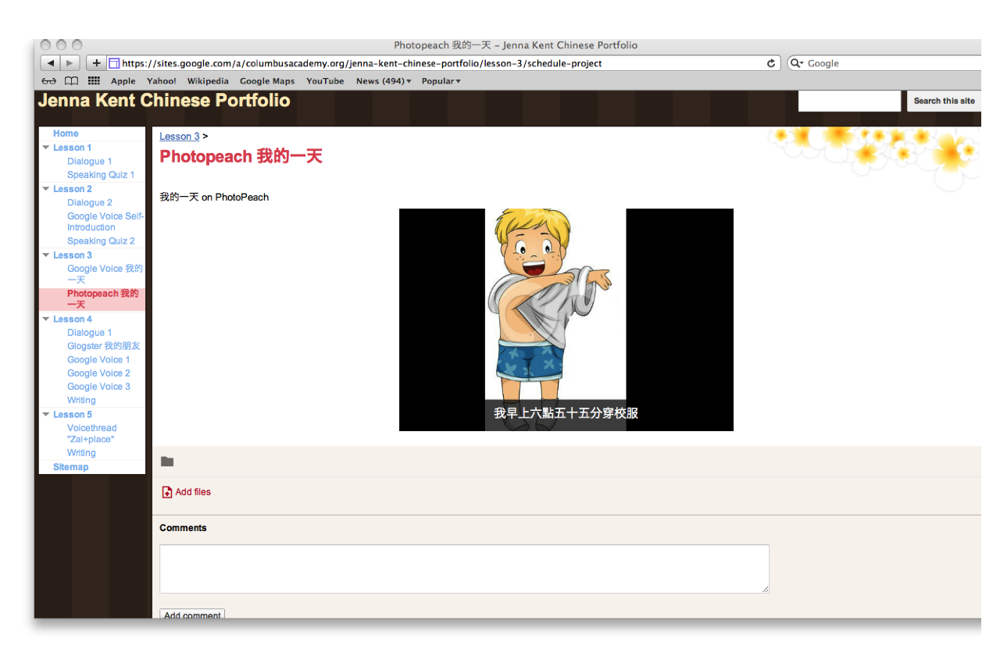 Photopeach 我的一天 – Jenna Kent Chinese Portfolio
https://sites.google.com/a/columbusacademy.org/jenna-kent-chinese-portfolio/lesson-3/schedule-project
Google
Apple Yahoo! Wikipedia Google Maps YouTube News (494) Popular
Jenna Kent Chinese Portfolio
Search this site
Home
Lesson 1
Dialogue 1
Speaking Quiz 1
Lesson 2
Dialogue 2
Google Voice Self-
Introduction
Speaking Quiz 2
Lesson 3
Google Voice 我的
一天
Photopeach 我的
一天
Lesson 4
Dialogue 1
Glogster 我的朋友
Google Voice 1
Google Voice 2
Google Voice 3
Writing
Lesson 5
Voicethread
"Zai+place"
Writing
Sitemap
Lesson 3 >
Photopeach 我的一天
我的一天 on PhotoPeach
我早上六點五十五分穿校服
Add files
Comments
Add comment